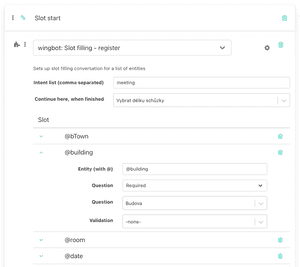 Slot start
wingbot: Slot filling - register
Sets up slot filling conversation for a list of entities
Intent list (comma separated) meeting
Continue here, when finished Vybrat délku schůzky
Slot
@bTown
@building
Entity (with @) @building
Question Required
Question Budova
Validation -none-
@room
@date